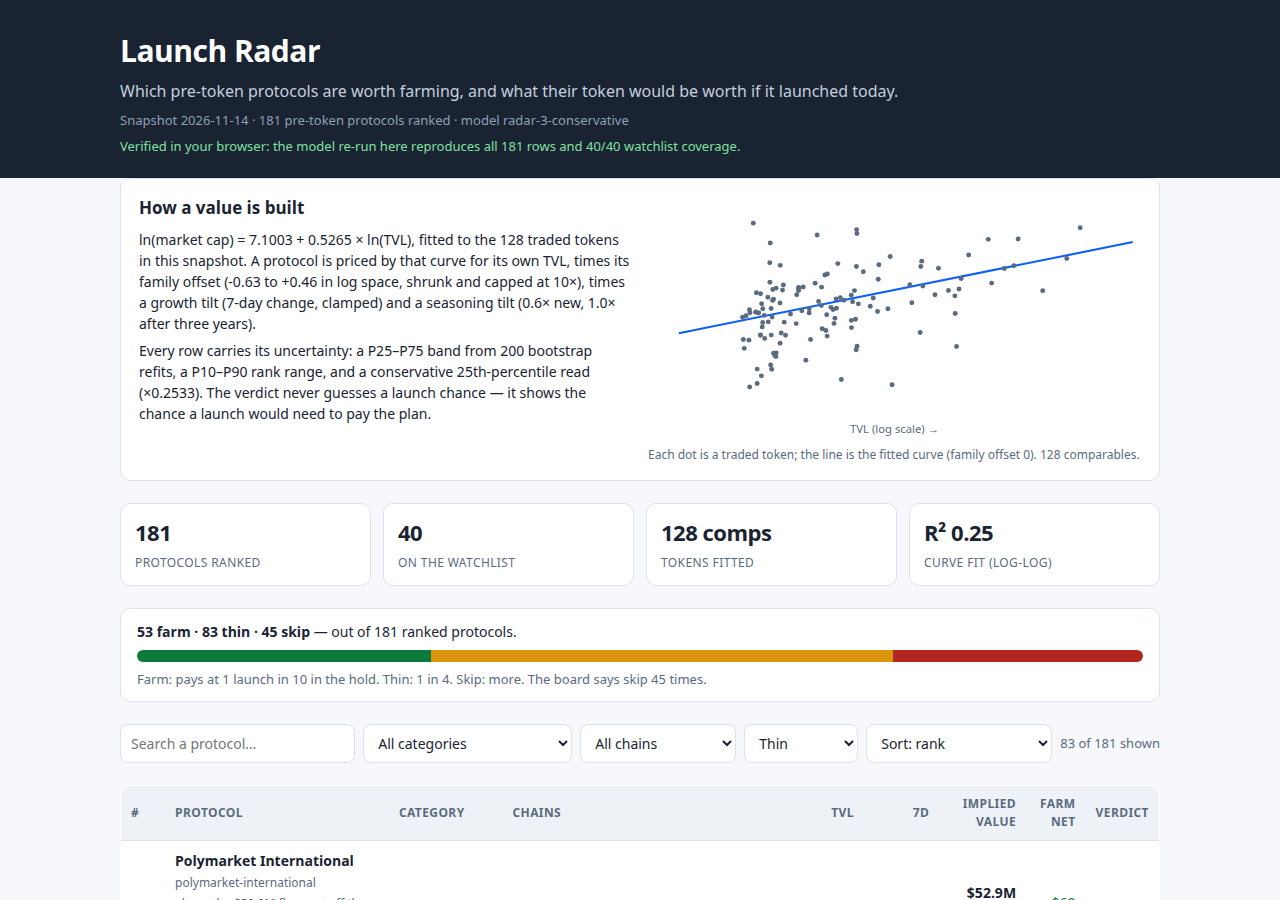 Launch Radar
Which pre-token protocols are worth farming, and what their token would be worth if it launched today.
Snapshot 2026-11-14 · 181 pre-token protocols ranked · model radar-3-conservative
Verified in your browser: the model re-run here reproduces all 181 rows and 40/40 watchlist coverage.
How a value is built
ln(market cap) = 7.1003 + 0.5265 × ln(TVL), fitted to the 128 traded tokens
in this snapshot. A protocol is priced by that curve for its own TVL, times its
family offset (-0.63 to +0.46 in log space, shrunk and capped at 10×), times
a growth tilt (7-day change, clamped) and a seasoning tilt (0.6× new, 1.0×
after three years).
Every row carries its uncertainty: a P25–P75 band from 200 bootstrap
refits, a P10–P90 rank range, and a conservative 25th-percentile read
(×0.2533). The verdict never guesses a launch chance — it shows the
chance a launch would need to pay the plan.
TVL (log scale) →
Each dot is a traded token; the line is the fitted curve (family offset 0). 128 comparables.
181
PROTOCOLS RANKED
40
ON THE WATCHLIST
128 comps
TOKENS FITTED
R² 0.25
CURVE FIT (LOG-LOG)
53 farm · 83 thin · 45 skip — out of 181 ranked protocols.
Farm: pays at 1 launch in 10 in the hold. Thin: 1 in 4. Skip: more. The board says skip 45 times.
Search a protocol...
All categories
All chains
Thin
Sort: rank
83 of 181 shown
# PROTOCOL CATEGORY CHAINS TVL 7D IMPLIED VALUE FARM NET VERDICT
Polymarket International
polymarket-international
$52.9M